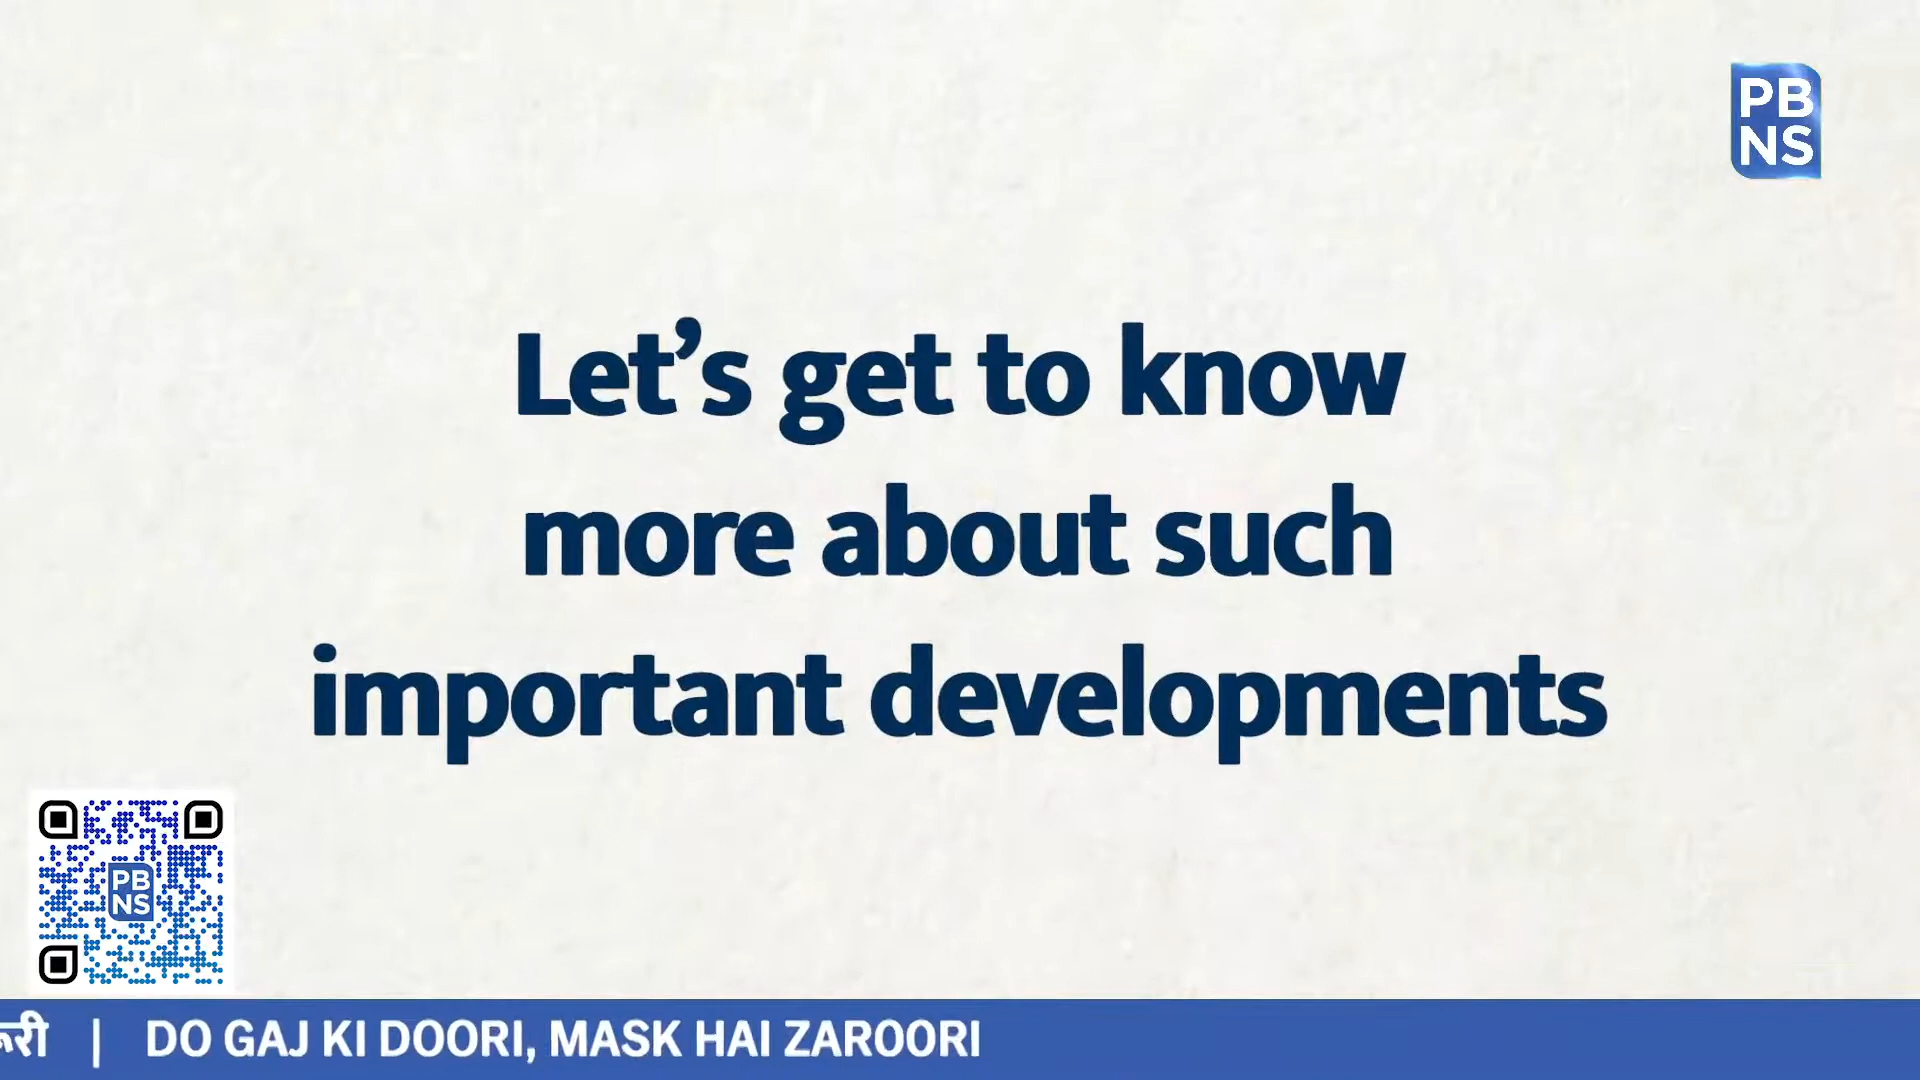 PB
NS
Let’s get to know
more about such
important developments
PB
NS
DO GAJ KI DOORI, MASK HAI ZAROORI